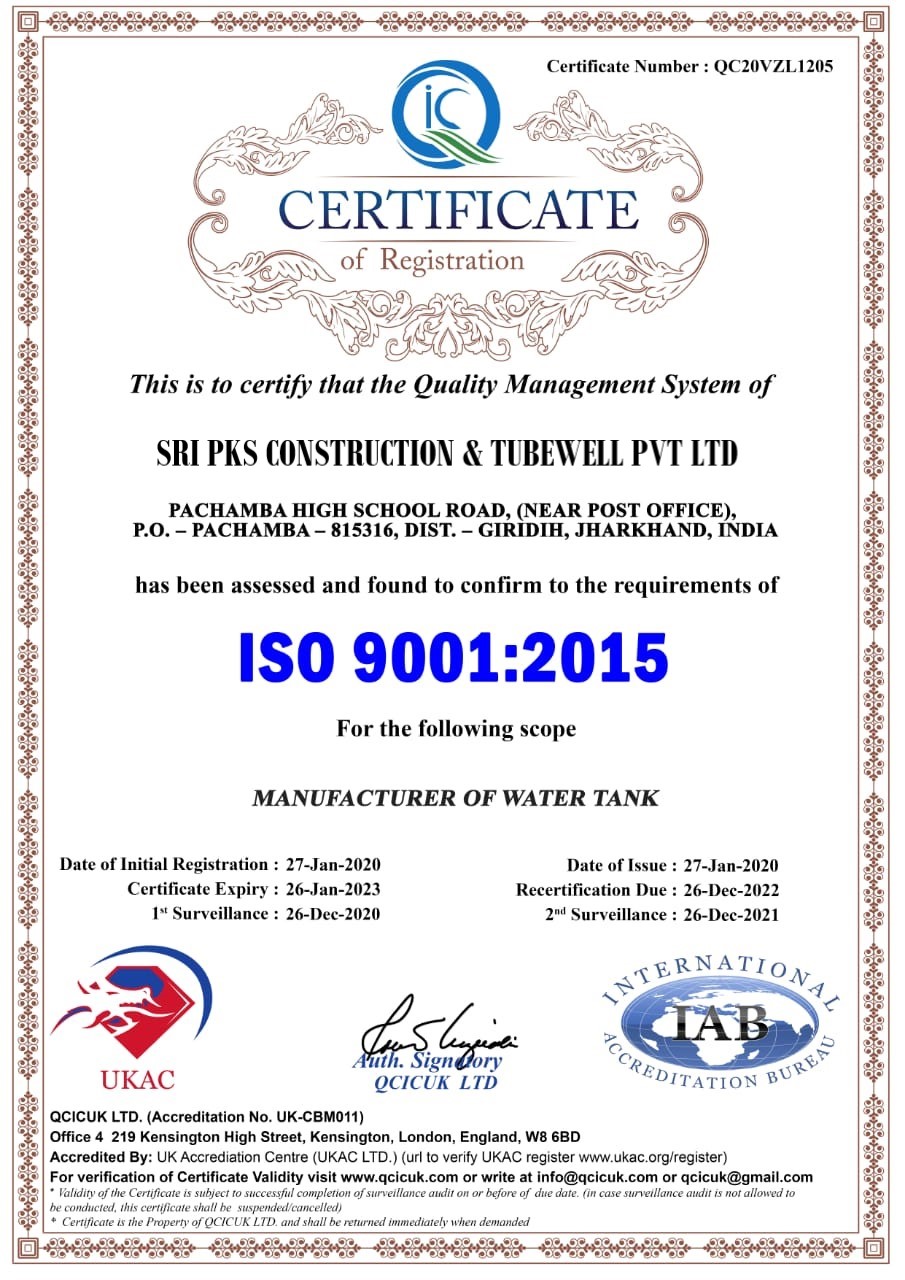 Certificate Number : QC20VZL1205
iC
CERTIFICATE
of Registration
This is to certify that the Quality Management System of
SRI PKS CONSTRUCTION & TUBEWELL PVT LTD
PACHAMBA HIGH SCHOOL ROAD, (NEAR POST OFFICE),
P.O. – PACHAMBA – 815316, DIST. – GIRIDIH, JHARKHAND, INDIA
has been assessed and found to confirm to the requirements of
ISO 9001:2015
For the following scope
MANUFACTURER OF WATER TANK
Date of Initial Registration : 27-Jan-2020
Certificate Expiry : 26-Jan-2023
1st Surveillance : 26-Dec-2020
Date of Issue : 27-Jan-2020
Recertification Due : 26-Dec-2022
2nd Surveillance : 26-Dec-2021
UKAC
Auth. Signatory
QCICUK LTD
INTERNATIONAL
IAB
ACCREDITATION BUREAU
QCICUK LTD. (Accreditation No. UK-CBM011)
Office 4 219 Kensington High Street, Kensington, London, England, W8 6BD
Accredited By: UK Accrediation Centre (UKAC LTD.) (url to verify UKAC register www.ukac.org/register)
For verification of Certificate Validity visit www.qcicuk.com or write at info@qcicuk.com or qcicuk@gmail.com
* Validity of the Certificate is subject to successful completion of surveillance audit on or before of due date. (in case surveillance audit is not allowed to
be conducted, this certificate shall be suspended/cancelled)
* Certificate is the Property of QCICUK LTD. and shall be returned immediately when demanded